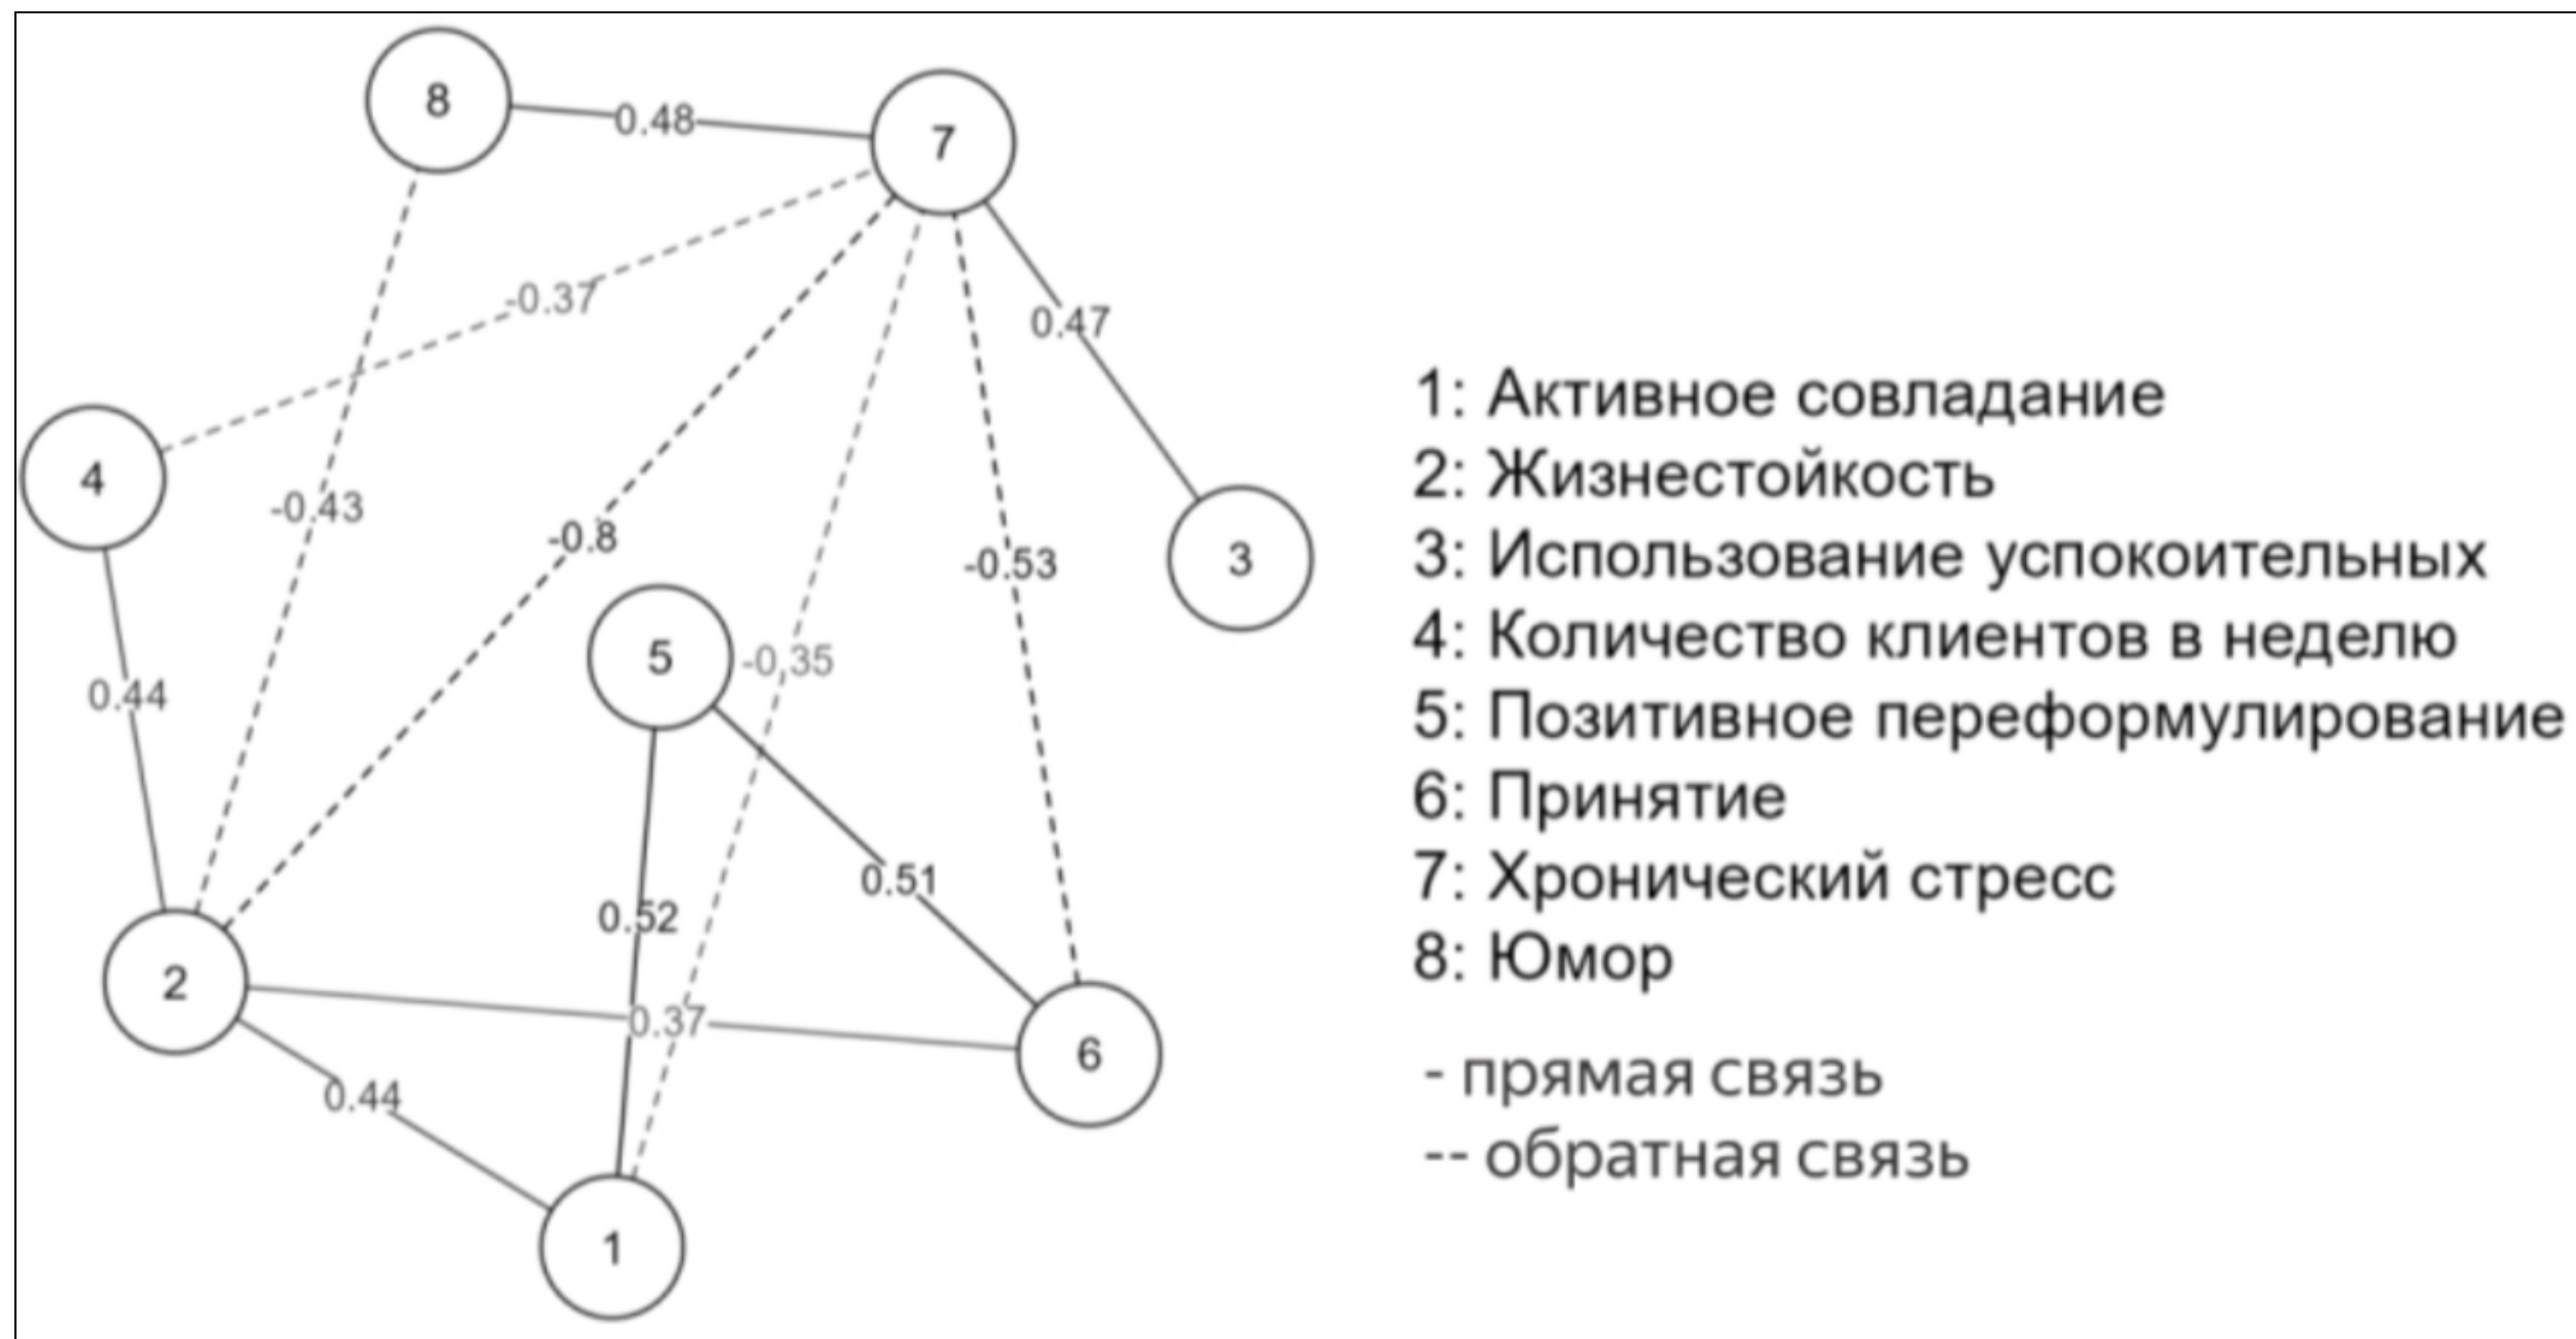 8
0.48
7
-0.37
0.47
4
-0.43
-0.8
-0.53
3
5
-0.35
0.44
0.51
0.52
2
0.37
6
0.44
1
1: Активное совладание
2: Жизнестойкость
3: Использование успокоительных
4: Количество клиентов в неделю
5: Позитивное переформулирование
6: Принятие
7: Хронический стресс
8: Юмор
- прямая связь
-- обратная связь